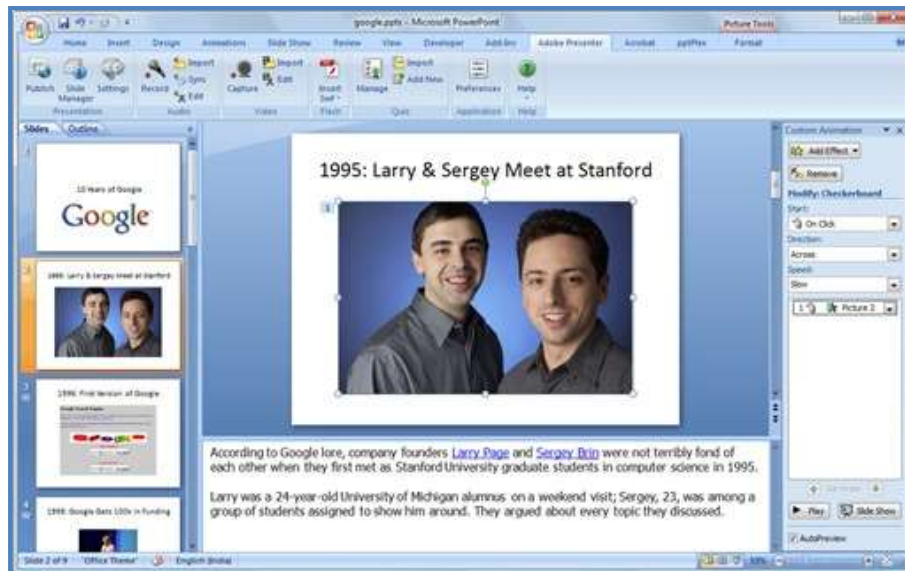 google.pptx - Microsoft PowerPoint
Picture Tools
Home Insert Design Animations Slide Show Review View Developer Add-Ins Adobe Presenter Acrobat pptPlex Format
Publish
Slide Manager
Settings
Presentation
Record
Import
Sync
Edit
Audio
Capture
Import
Edit
Video
Insert Swf
Flash
Manage
Import
Add New
Quiz
Preferences
Application
Help
Help
Slides Outline
1
10 Years of Google
Google
2
1995: Larry & Sergey Meet at Stanford
3
1996: First Version of Google
4
1998: Google Gets 100k in Funding
1995: Larry & Sergey Meet at Stanford
1
According to Google lore, company founders Larry Page and Sergey Brin were not terribly fond of
each other when they first met as Stanford University graduate students in computer science in 1995.
Larry was a 24-year-old University of Michigan alumnus on a weekend visit; Sergey, 23, was among a
group of students assigned to show him around. They argued about every topic they discussed.
Custom Animation
Add Effect
Remove
Modify: Checkerboard
Start:
On Click
Direction:
Across
Speed:
Slow
1 Picture 2
Play Slide Show
AutoPreview
Slide 2 of 9 "Office Theme" English (India)